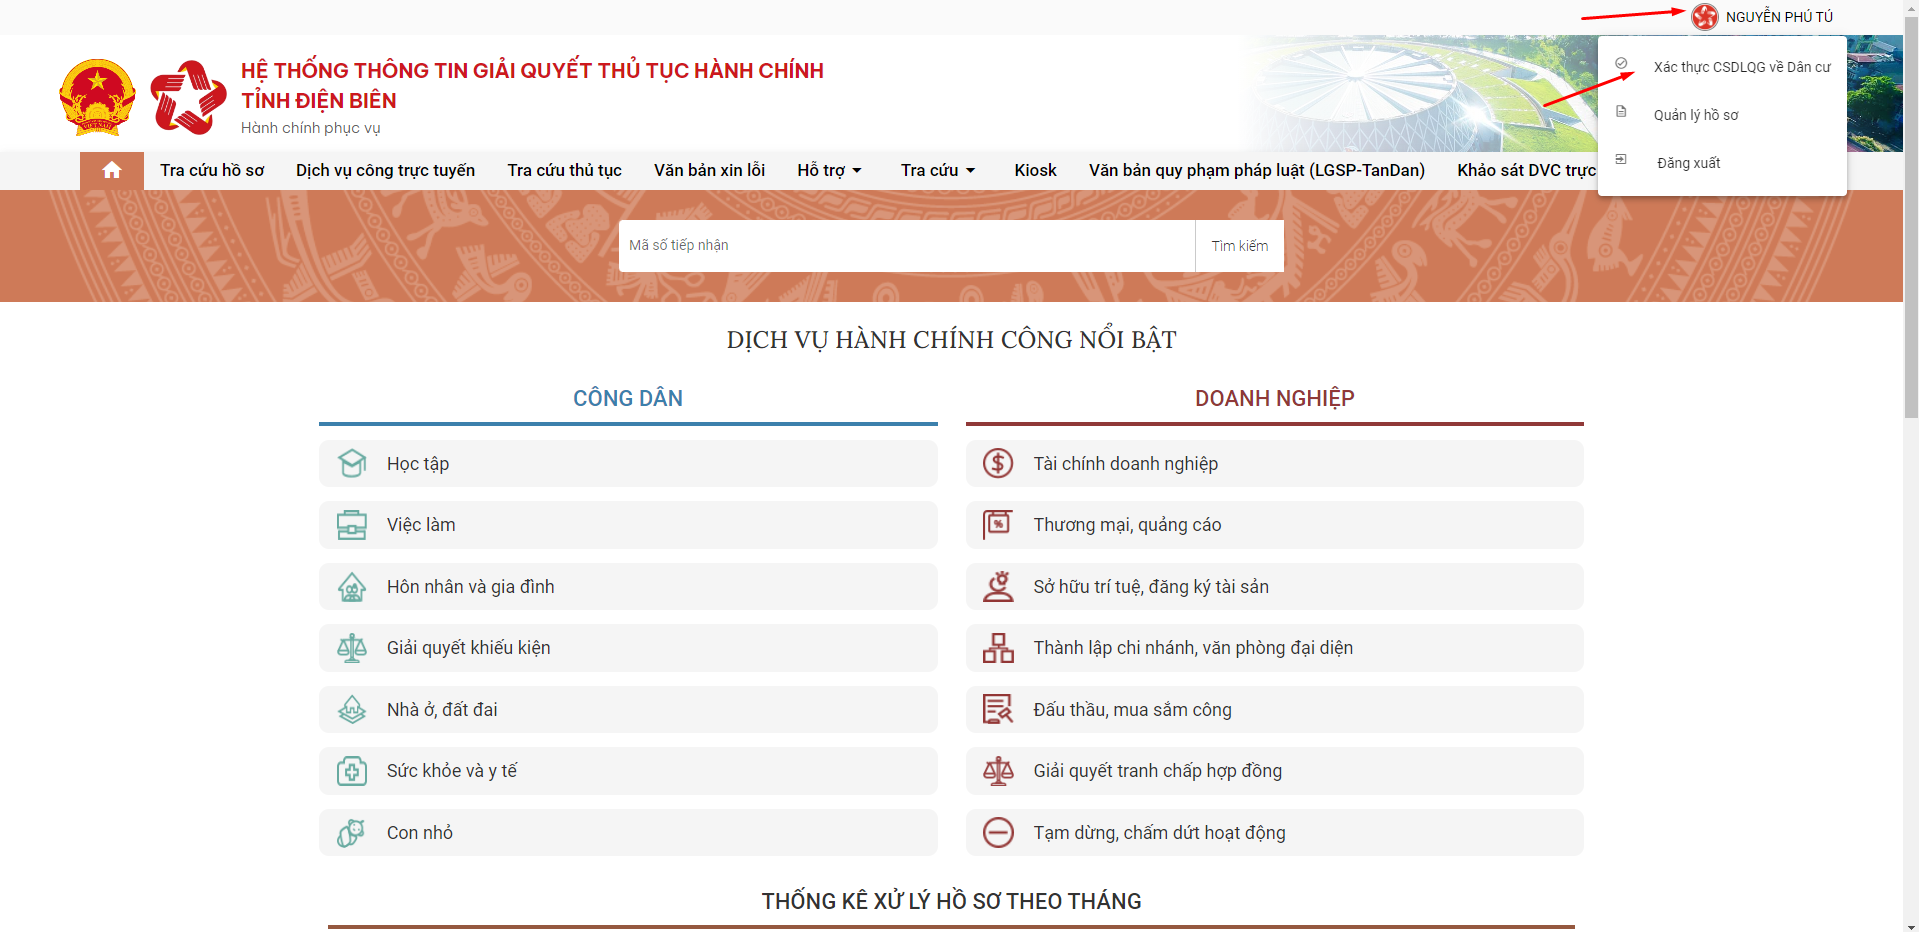 NGUYỄN PHÚ TÚ
Xác thực CSDLQG về Dân cư
Quản lý hồ sơ
Đăng xuất
HỆ THỐNG THÔNG TIN GIẢI QUYẾT THỦ TỤC HÀNH CHÍNH
TỈNH ĐIỆN BIÊN
Hành chính phục vụ
VIỆT NAM
Tra cứu hồ sơ Dịch vụ công trực tuyến Tra cứu thủ tục Văn bản xin lỗi Hỗ trợ Tra cứu Kiosk Văn bản quy phạm pháp luật (LGSP-TanDan) Khảo sát DVC trực
Mã số tiếp nhận Tìm kiếm
DỊCH VỤ HÀNH CHÍNH CÔNG NỔI BẬT
CÔNG DÂN
Học tập
Việc làm
Hôn nhân và gia đình
Giải quyết khiếu kiện
Nhà ở, đất đai
Sức khỏe và y tế
Con nhỏ
DOANH NGHIỆP
Tài chính doanh nghiệp
Thương mại, quảng cáo
Sở hữu trí tuệ, đăng ký tài sản
Thành lập chi nhánh, văn phòng đại diện
Đấu thầu, mua sắm công
Giải quyết tranh chấp hợp đồng
Tạm dừng, chấm dứt hoạt động
THỐNG KÊ XỬ LÝ HỒ SƠ THEO THÁNG